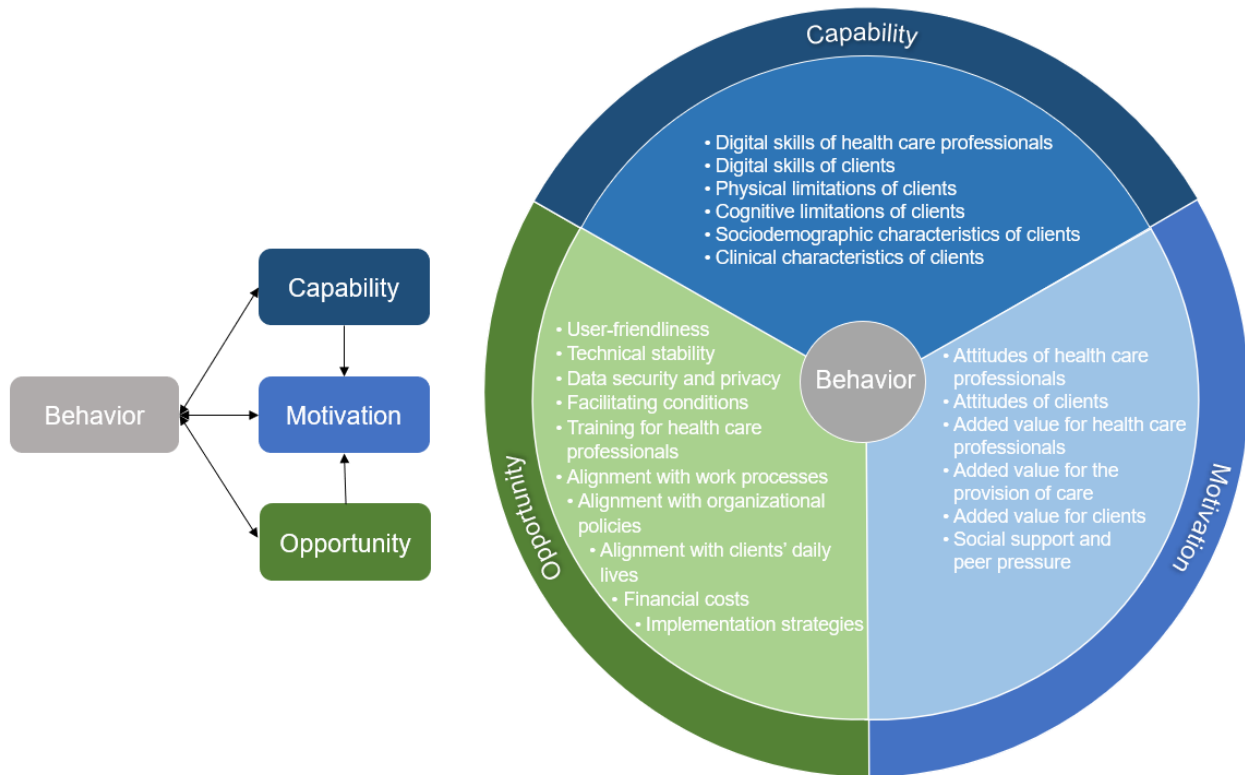 Capability
Behavior
Motivation
Opportunity
Capability
• Digital skills of health care professionals
• Digital skills of clients
• Physical limitations of clients
• Cognitive limitations of clients
• Sociodemographic characteristics of clients
• Clinical characteristics of clients
Opportunity
• User-friendliness
• Technical stability
• Data security and privacy
• Facilitating conditions
• Training for health care
professionals
• Alignment with work processes
• Alignment with organizational
policies
• Alignment with clients' daily
lives
• Financial costs
• Implementation strategies
Behavior
• Attitudes of health care
professionals
• Attitudes of clients
• Added value for health care
professionals
• Added value for the
provision of care
• Added value for clients
• Social support and
peer pressure
Motivation